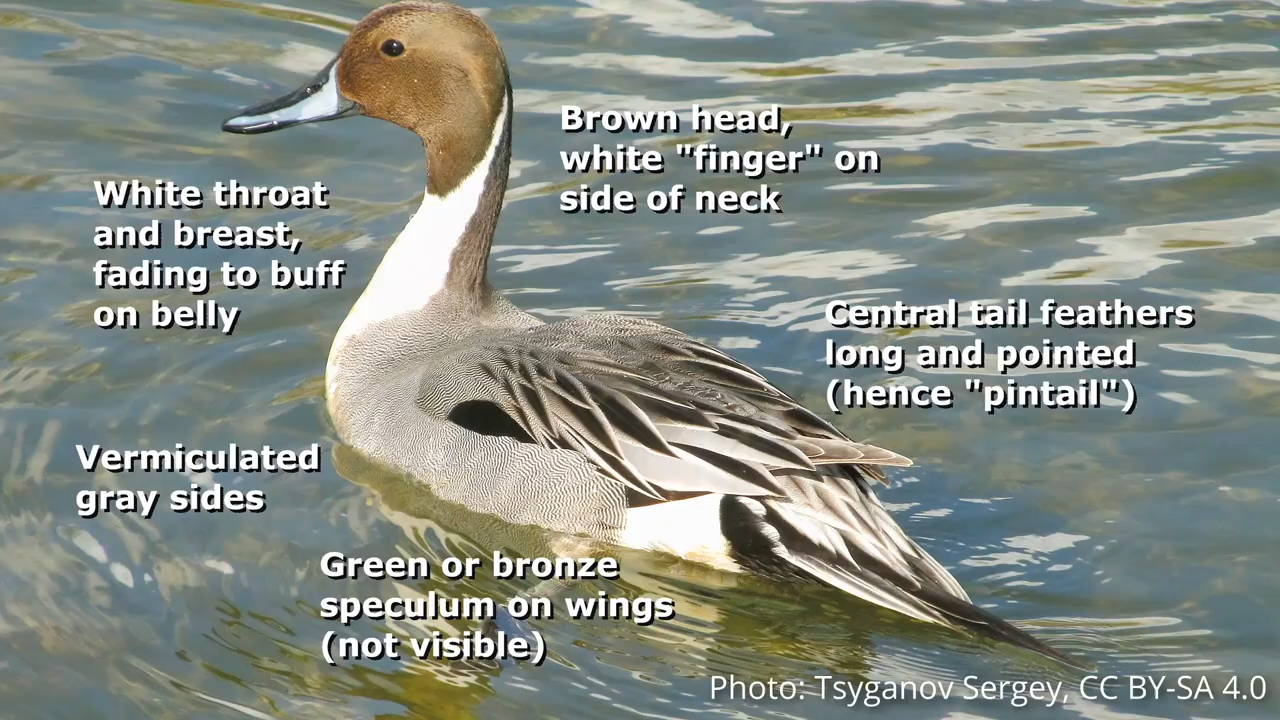 Brown head,
white "finger" on
side of neck
White throat
and breast,
fading to buff
on belly
Central tail feathers
long and pointed
(hence "pintail")
Vermiculated
gray sides
Green or bronze
speculum on wings
(not visible)
Photo: Tsyganov Sergey, CC BY-SA 4.0